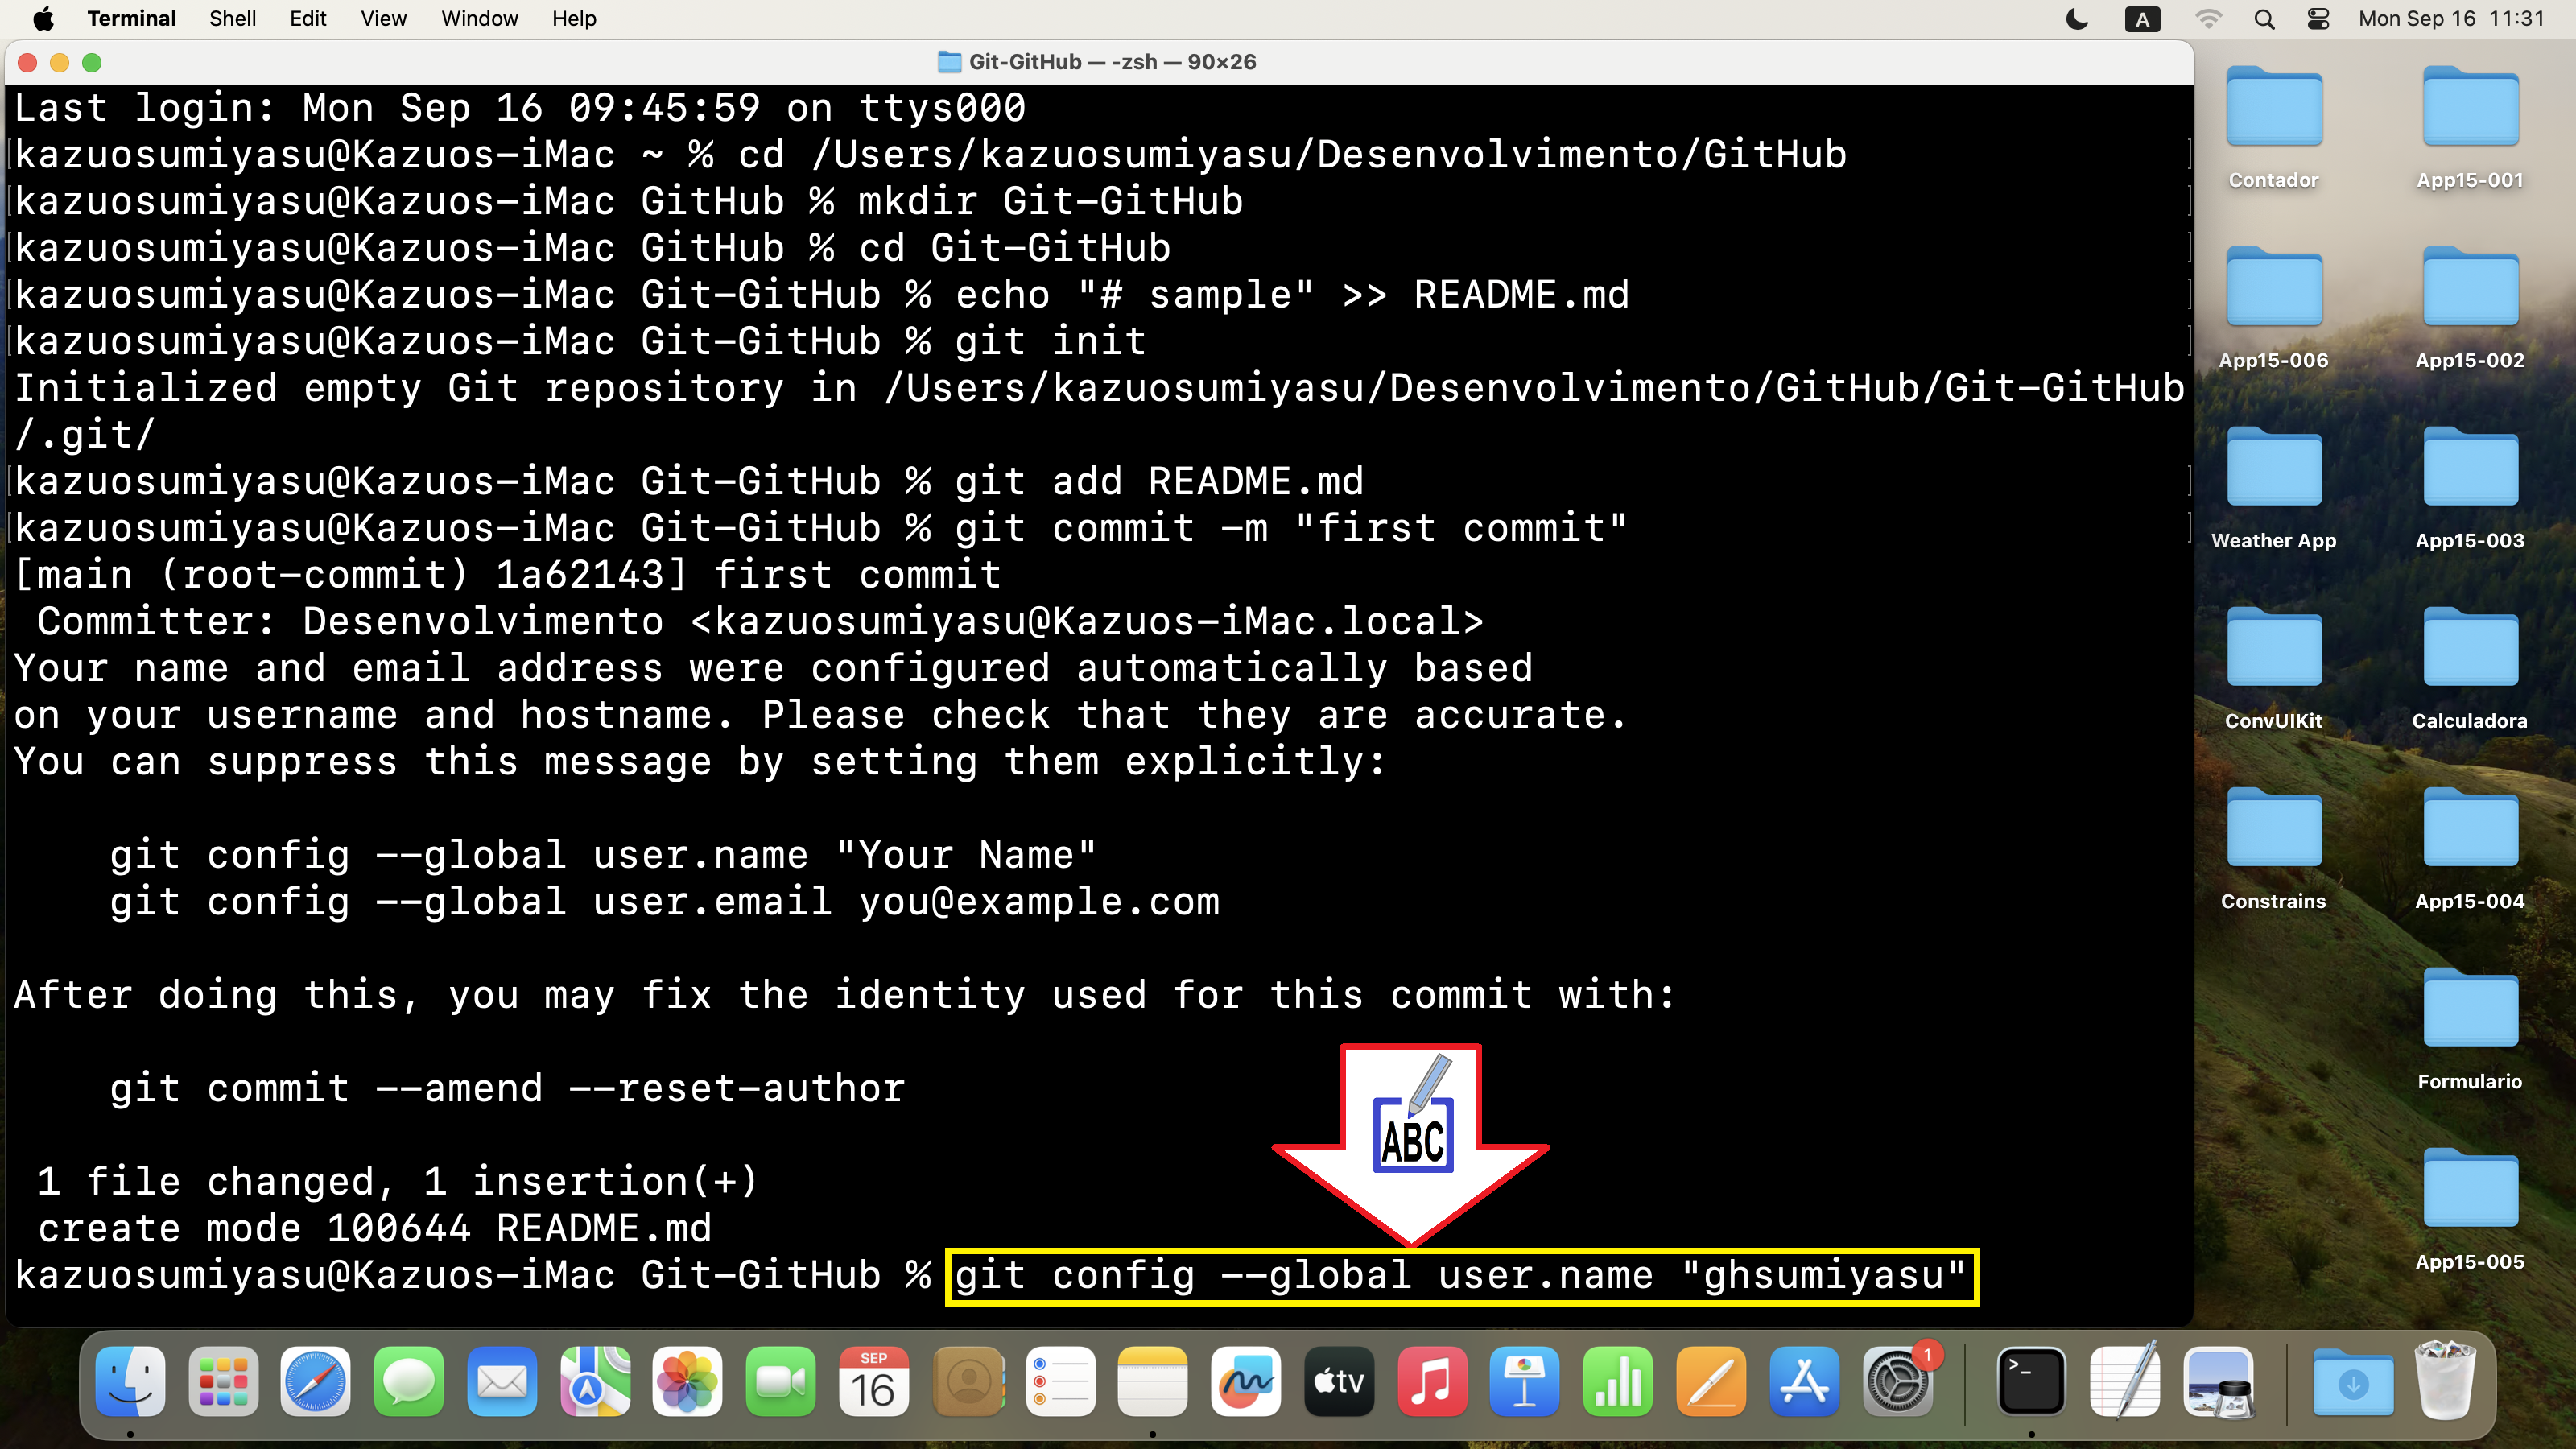 Terminal Shell Edit View Window Help A Mon Sep 16 11:31
Git-GitHub — -zsh — 90×26
Last login: Mon Sep 16 09:45:59 on ttys000
[kazuosumiyasu@Kazuos-iMac ~ % cd /Users/kazuosumiyasu/Desenvolvimento/GitHub ]
[kazuosumiyasu@Kazuos-iMac GitHub % mkdir Git-GitHub ]
[kazuosumiyasu@Kazuos-iMac GitHub % cd Git-GitHub ]
[kazuosumiyasu@Kazuos-iMac Git-GitHub % echo "# sample" >> README.md ]
[kazuosumiyasu@Kazuos-iMac Git-GitHub % git init ]
Initialized empty Git repository in /Users/kazuosumiyasu/Desenvolvimento/GitHub/Git-GitHub
/.git/
[kazuosumiyasu@Kazuos-iMac Git-GitHub % git add README.md ]
[kazuosumiyasu@Kazuos-iMac Git-GitHub % git commit -m "first commit" ]
[main (root-commit) 1a62143] first commit
Committer: Desenvolvimento <kazuosumiyasu@Kazuos-iMac.local>
Your name and email address were configured automatically based
on your username and hostname. Please check that they are accurate.
You can suppress this message by setting them explicitly:
git config --global user.name "Your Name"
git config --global user.email you@example.com
After doing this, you may fix the identity used for this commit with:
git commit --amend --reset-author
1 file changed, 1 insertion(+)
create mode 100644 README.md
kazuosumiyasu@Kazuos-iMac Git-GitHub % git config --global user.name "ghsumiyasu"
ABC
Contador App15-001
App15-006 App15-002
Weather App App15-003
ConvUIKit Calculadora
Constrains App15-004
Formulario
App15-005
SEP
16
tv
1
>_